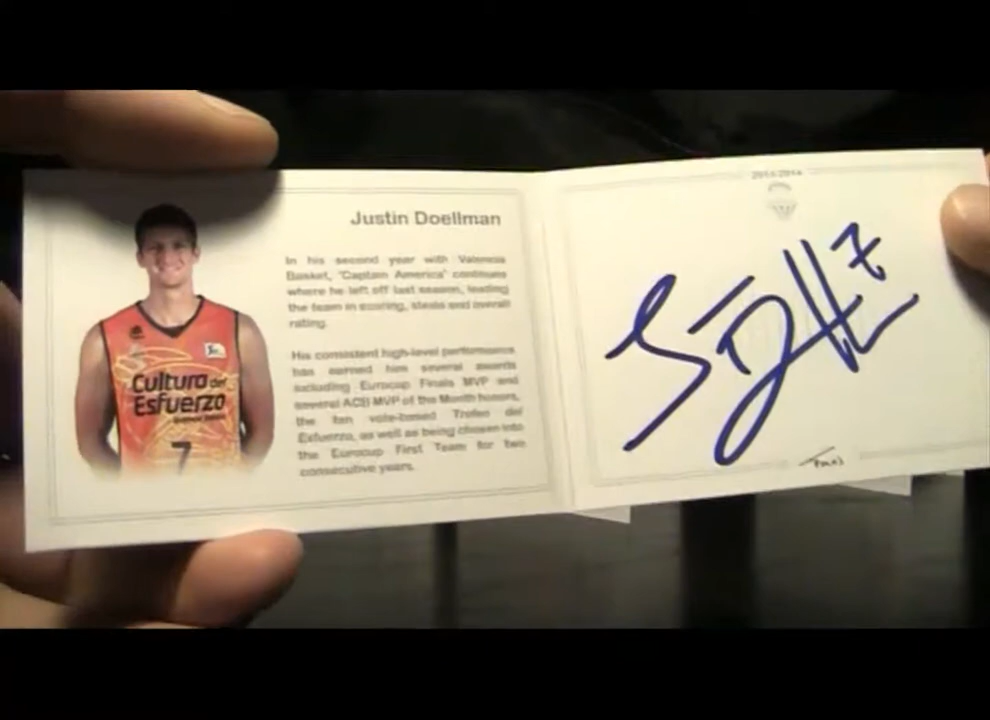 Justin Doellman
In his second year with Valencia
Basket, "Captain America" continues
where he left off last season, leading
the team in scoring, steals and overall
rating.
His consistent high-level performance
has earned him several awards
including Eurocup Finals MVP and
several ACB MVP of the Month honors,
the fan vote-based Trofeo del
Esfuerzo, as well as being chosen into
the Eurocup First Team for two
consecutive years.
Cultura del
Esfuerzo
7
2013-2014
7